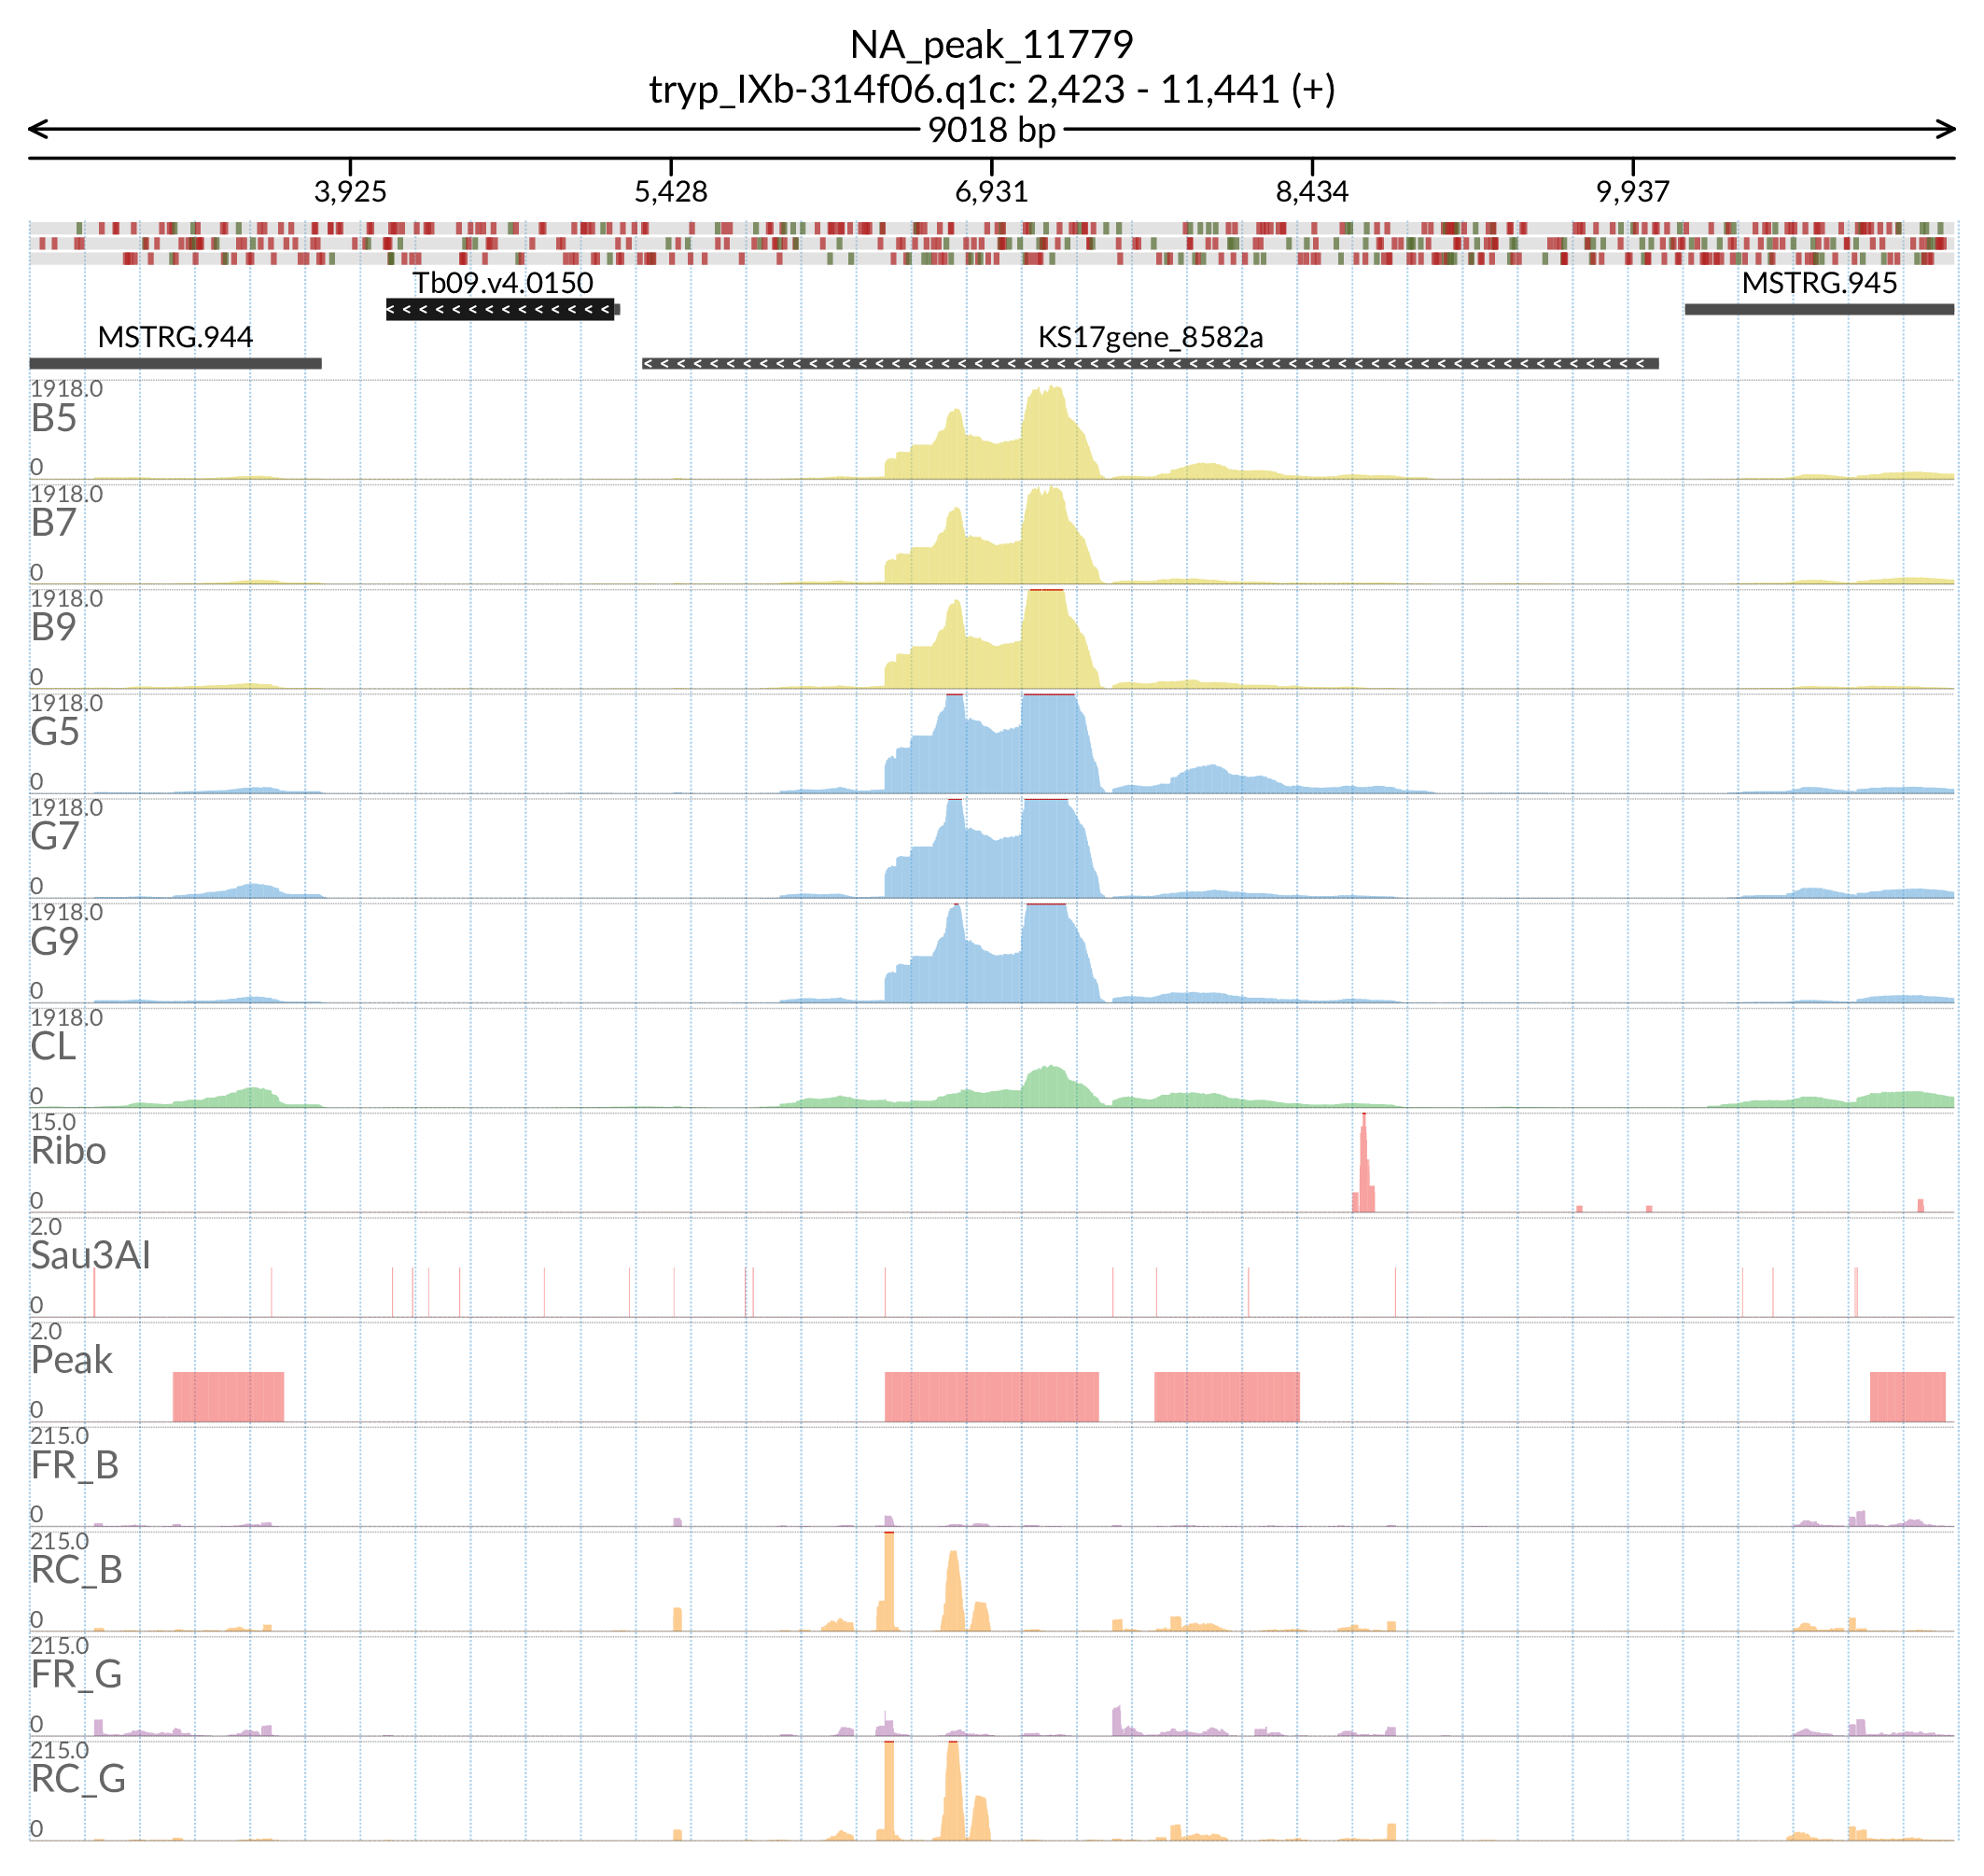 NA_peak_11779
tryp_IXb-314f06.q1c: 2,423 - 11,441 (+)
9018 bp
3,925 5,428 6,931 8,434 9,937
Tb09.v4.0150 MSTRG.945
MSTRG.944 KS17gene_8582a
1918.0
B5
0
1918.0
B7
0
1918.0
B9
0
1918.0
G5
0
1918.0
G7
0
1918.0
G9
0
1918.0
CL
0
15.0
Ribo
0
2.0
Sau3AI
0
2.0
Peak
0
215.0
FR_B
0
215.0
RC_B
0
215.0
FR_G
0
215.0
RC_G
0